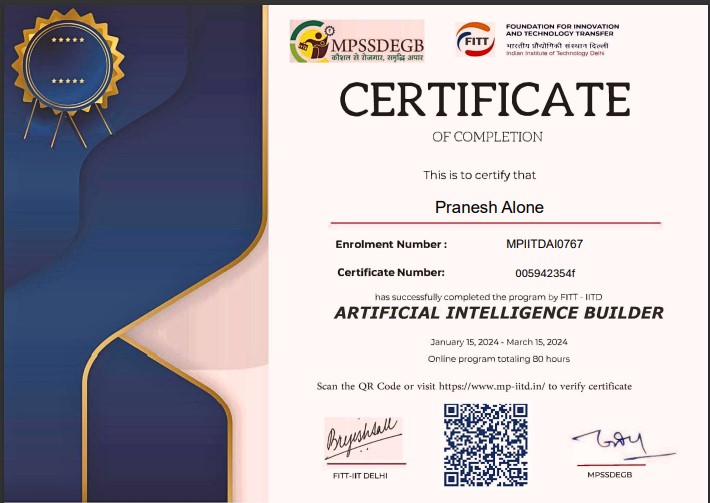 MPSSDEGB
कौशल से रोजगार, समृद्धि अपार
FITT
FOUNDATION FOR INNOVATION
AND TECHNOLOGY TRANSFER
भारतीय प्रौद्योगिकी संस्थान दिल्ली
Indian Institute of Technology Delhi
CERTIFICATE
OF COMPLETION
This is to certify that
Pranesh Alone
Enrolment Number : MPIITDAI0767
Certificate Number: 005942354f
has successfully completed the program by FITT - IITD
ARTIFICIAL INTELLIGENCE BUILDER
January 15, 2024 - March 15, 2024
Online program totaling 80 hours
Scan the QR Code or visit https://www.mp-iitd.in/ to verify certificate
FITT-IIT DELHI
MPSSDEGB